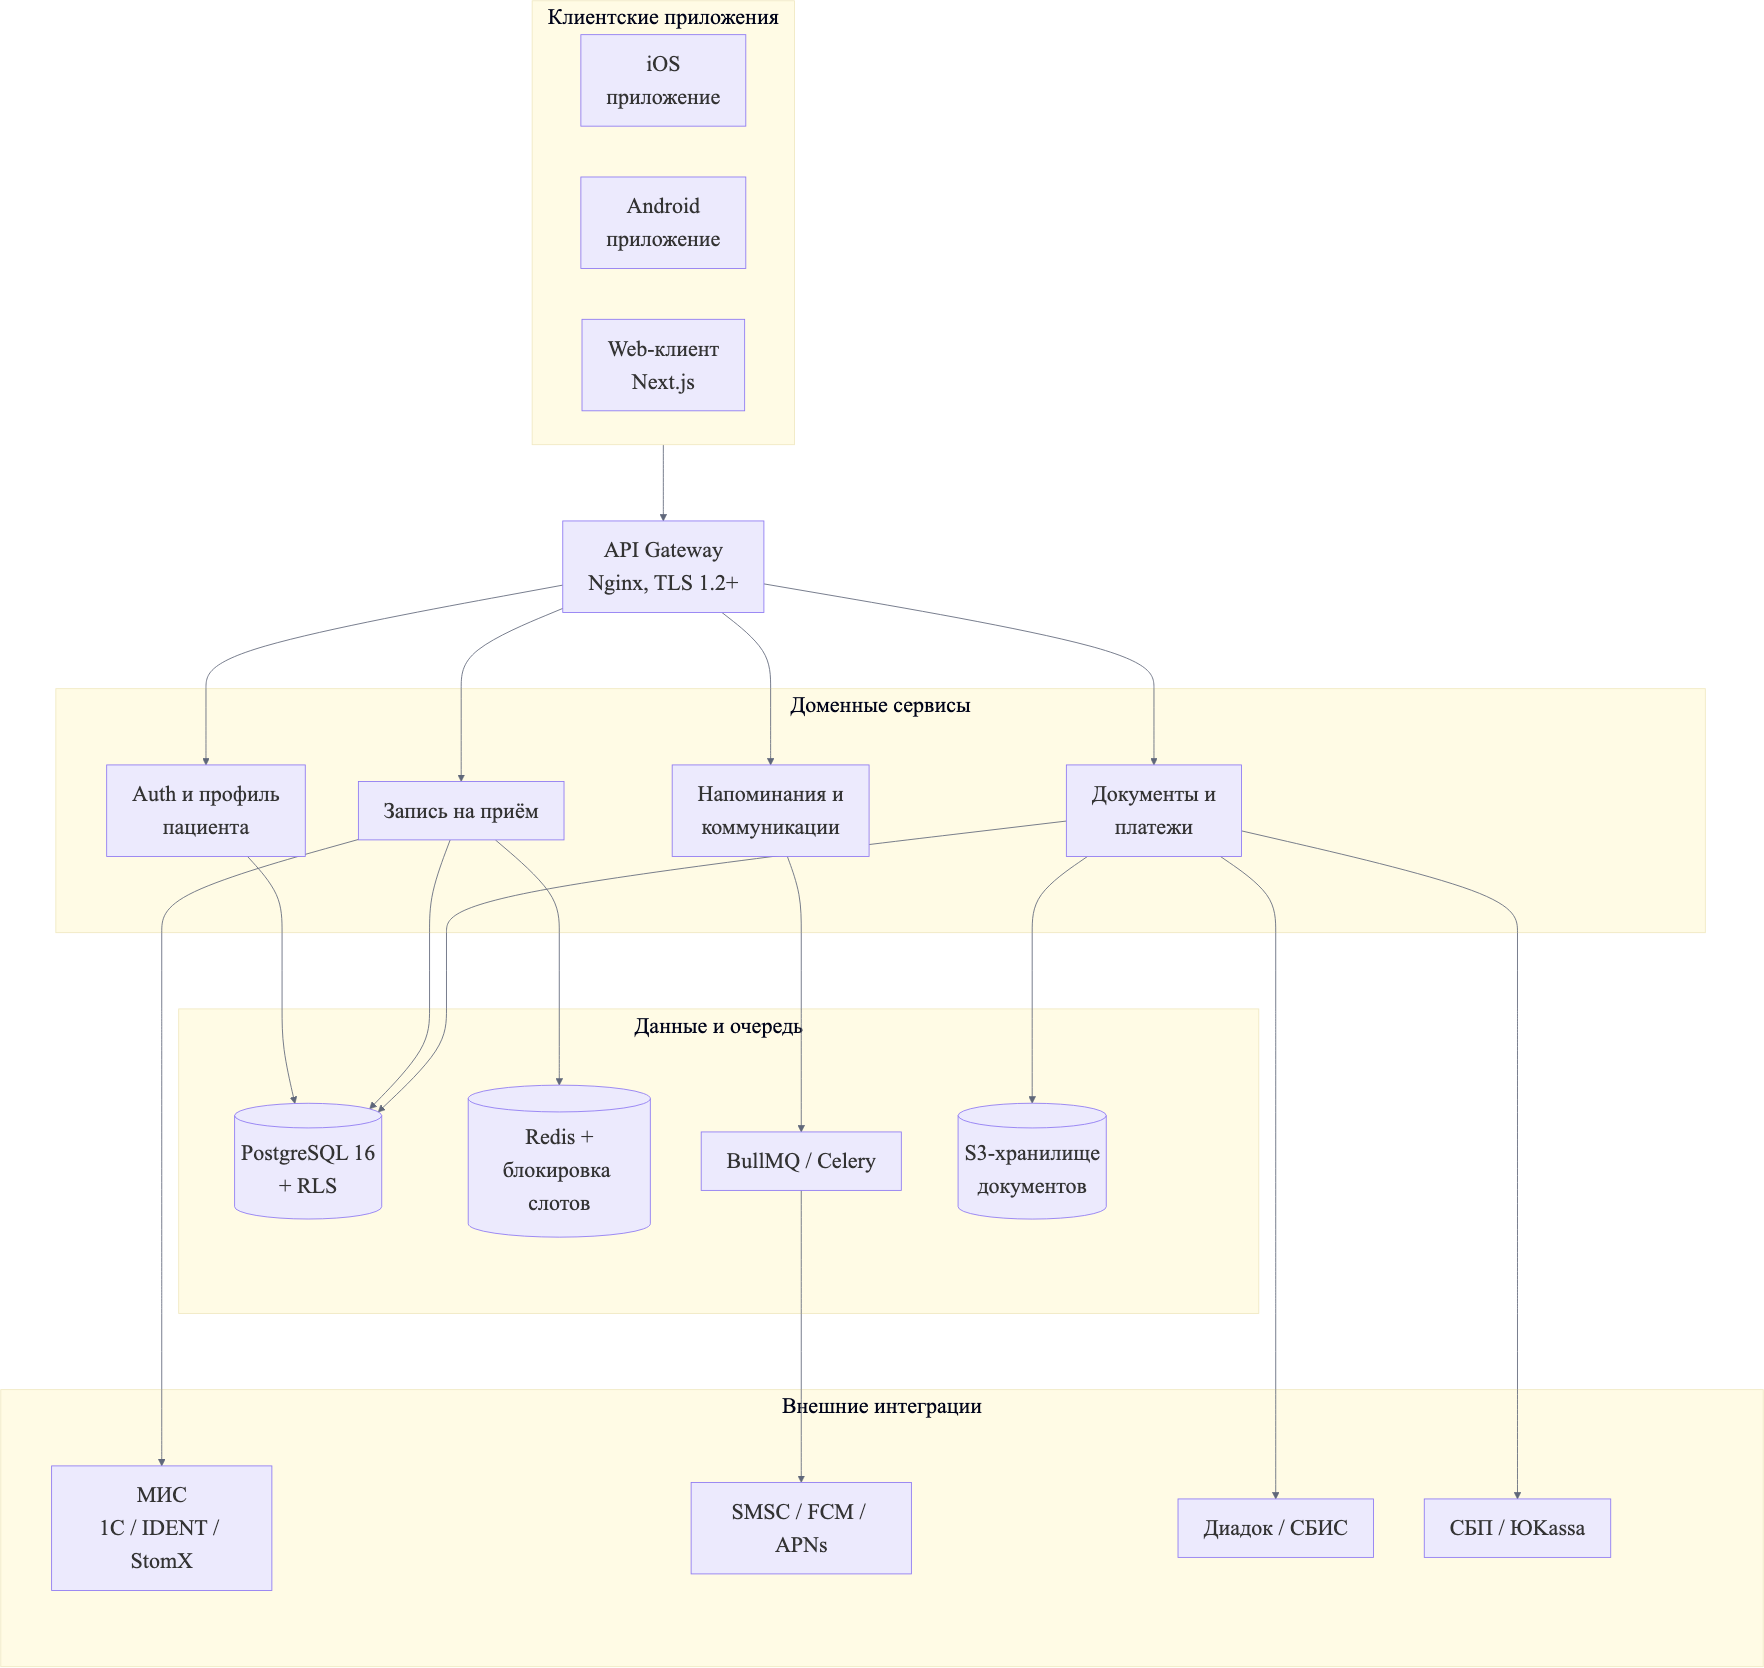 Клиентские приложения
iOS
приложение
Android
приложение
Web-клиент
Next.js
API Gateway
Nginx, TLS 1.2+
Доменные сервисы
Auth и профиль
пациента
Запись на приём
Напоминания и
коммуникации
Документы и
платежи
Данные и очередь
PostgreSQL 16
+ RLS
Redis +
блокировка
слотов
BullMQ / Celery
S3-хранилище
документов
Внешние интеграции
МИС
1С / IDENT /
StomX
SMSC / FCM /
APNs
Диадок / СБИС
СБП / ЮKassa